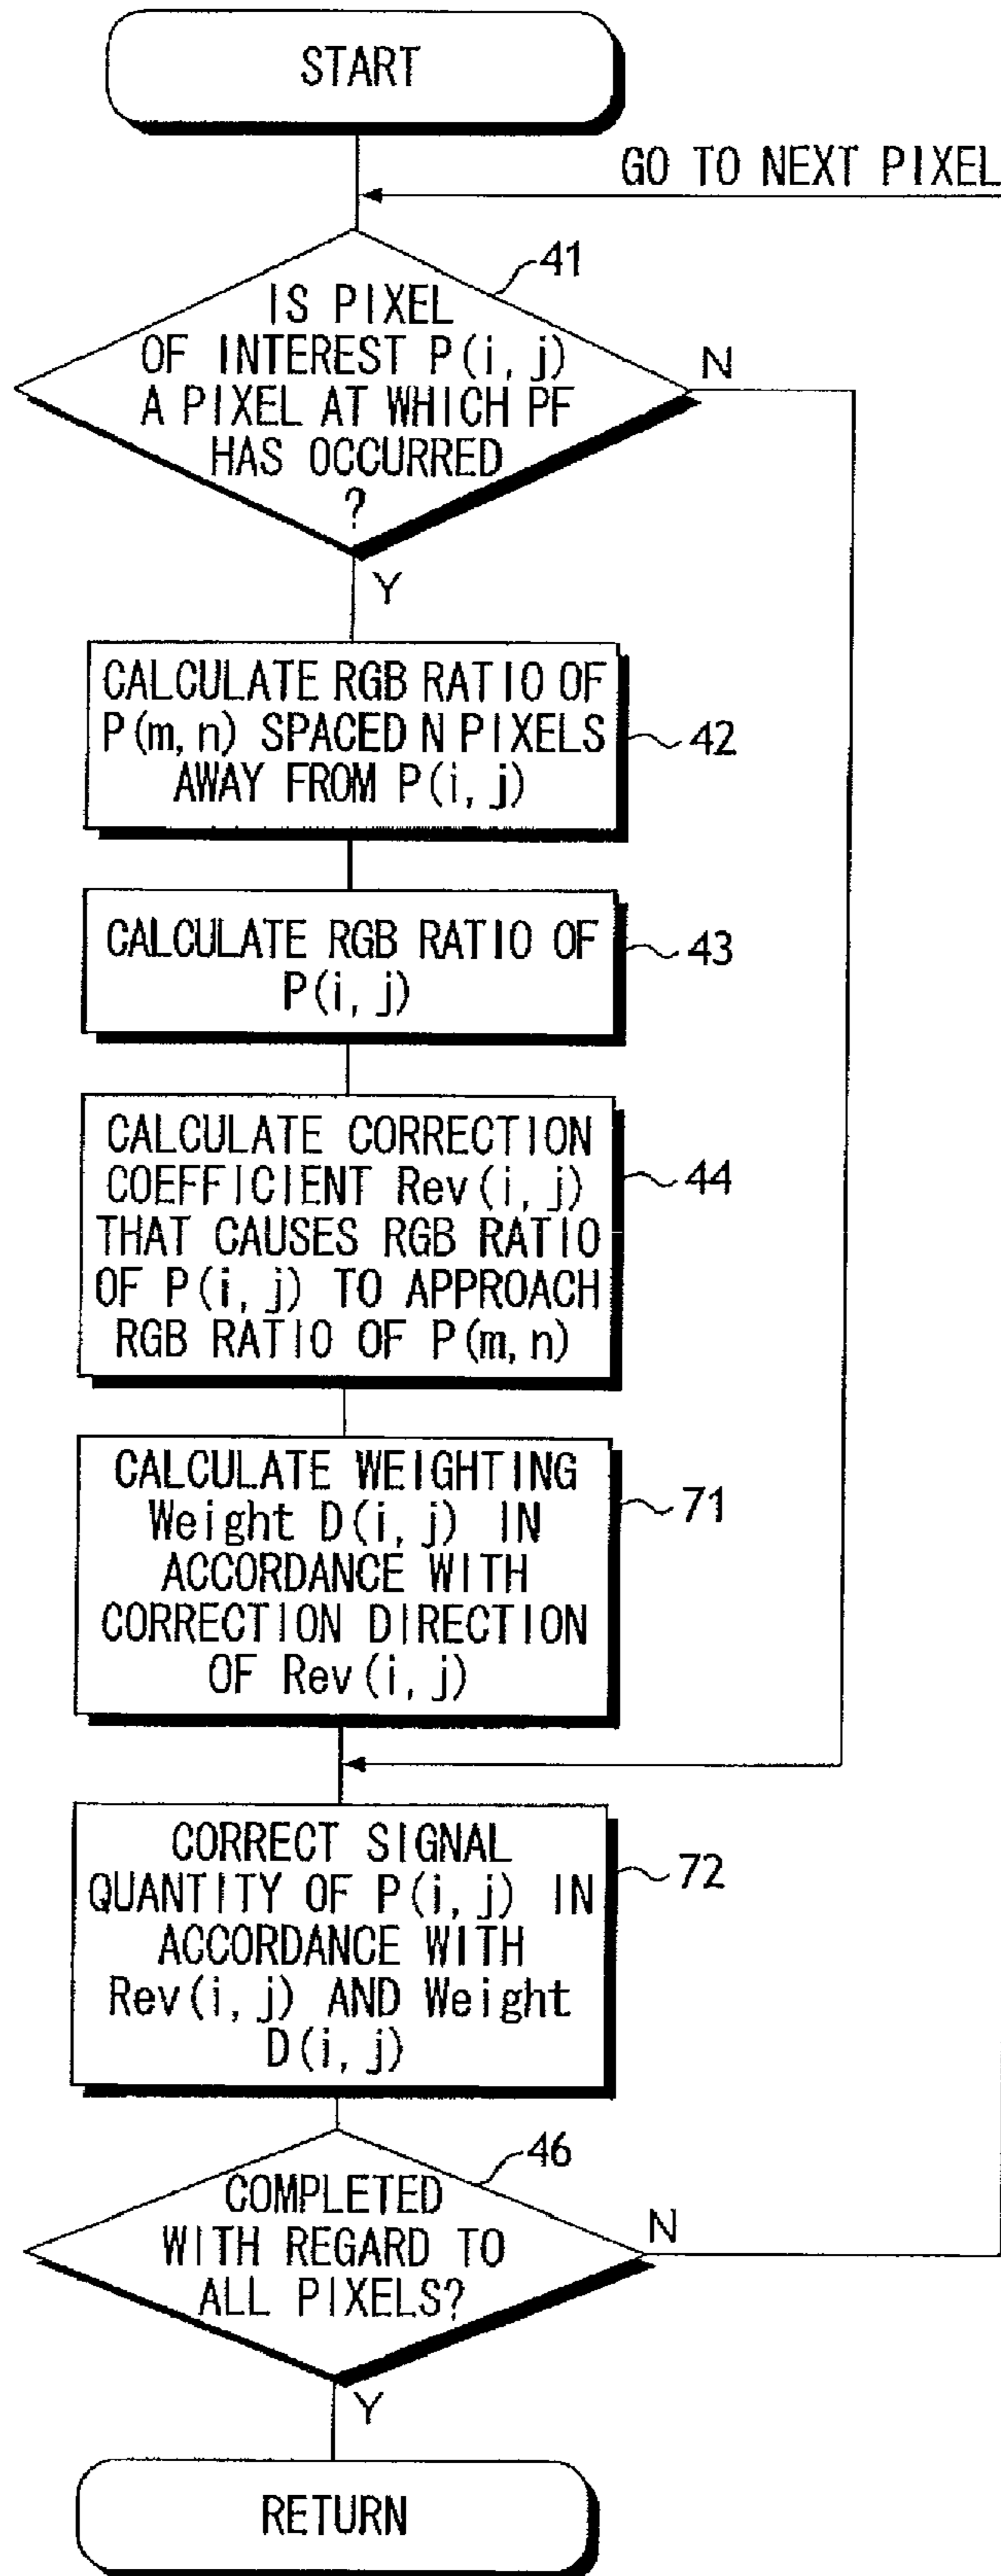 START
GO TO NEXT PIXEL
41
IS PIXEL
OF INTEREST P(i, j)
A PIXEL AT WHICH PF
HAS OCCURRED
?
N
Y
CALCULATE RGB RATIO OF
P(m, n) SPACED N PIXELS
AWAY FROM P(i, j)
42
CALCULATE RGB RATIO OF
P(i, j)
43
CALCULATE CORRECTION
COEFFICIENT Rev(i, j)
THAT CAUSES RGB RATIO
OF P(i, j) TO APPROACH
RGB RATIO OF P(m, n)
44
CALCULATE WEIGHTING
Weight D(i, j) IN
ACCORDANCE WITH
CORRECTION DIRECTION
OF Rev(i, j)
71
CORRECT SIGNAL
QUANTITY OF P(i, j) IN
ACCORDANCE WITH
Rev(i, j) AND Weight
D(i, j)
72
46
COMPLETED
WITH REGARD TO
ALL PIXELS?
N
Y
RETURN